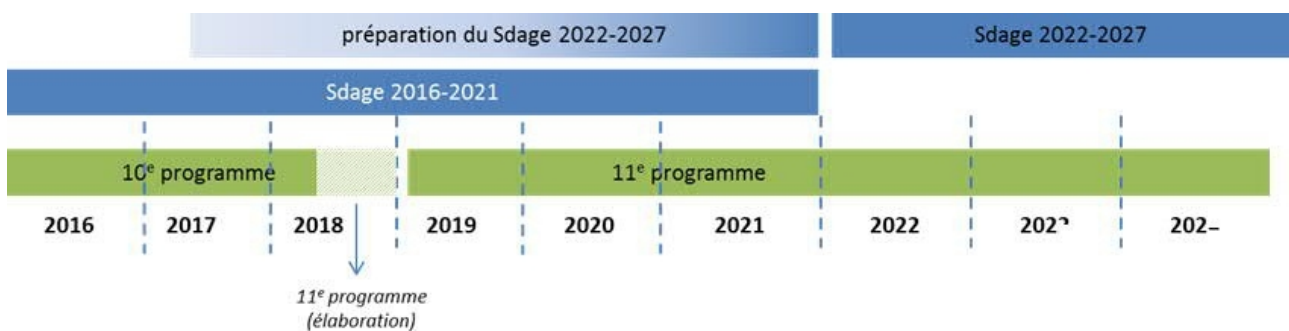 préparation du Sdage 2022-2027
Sdage 2022-2027
Sdage 2016-2021
10e programme
11e programme
2016 2017 2018 2019 2020 2021 2022
11e programme
(élaboration)